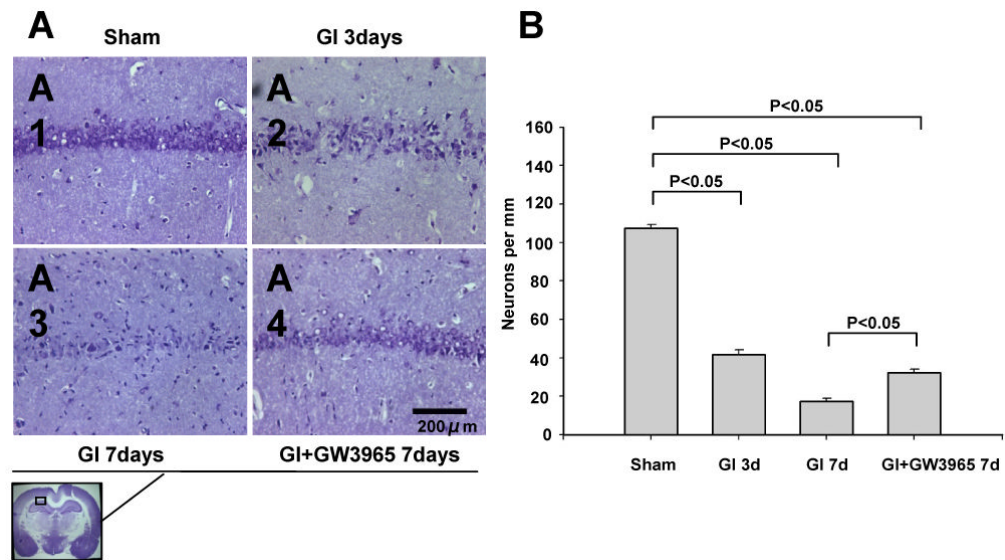 A
Sham
GI 3days
A
1
A
2
A
3
A
4
200μm
GI 7days
GI+GW3965 7days
B
P<0.05
P<0.05
P<0.05
P<0.05
Neurons per mm
160
140
120
100
80
60
40
20
0
Sham
GI 3d
GI 7d
GI+GW3965 7d